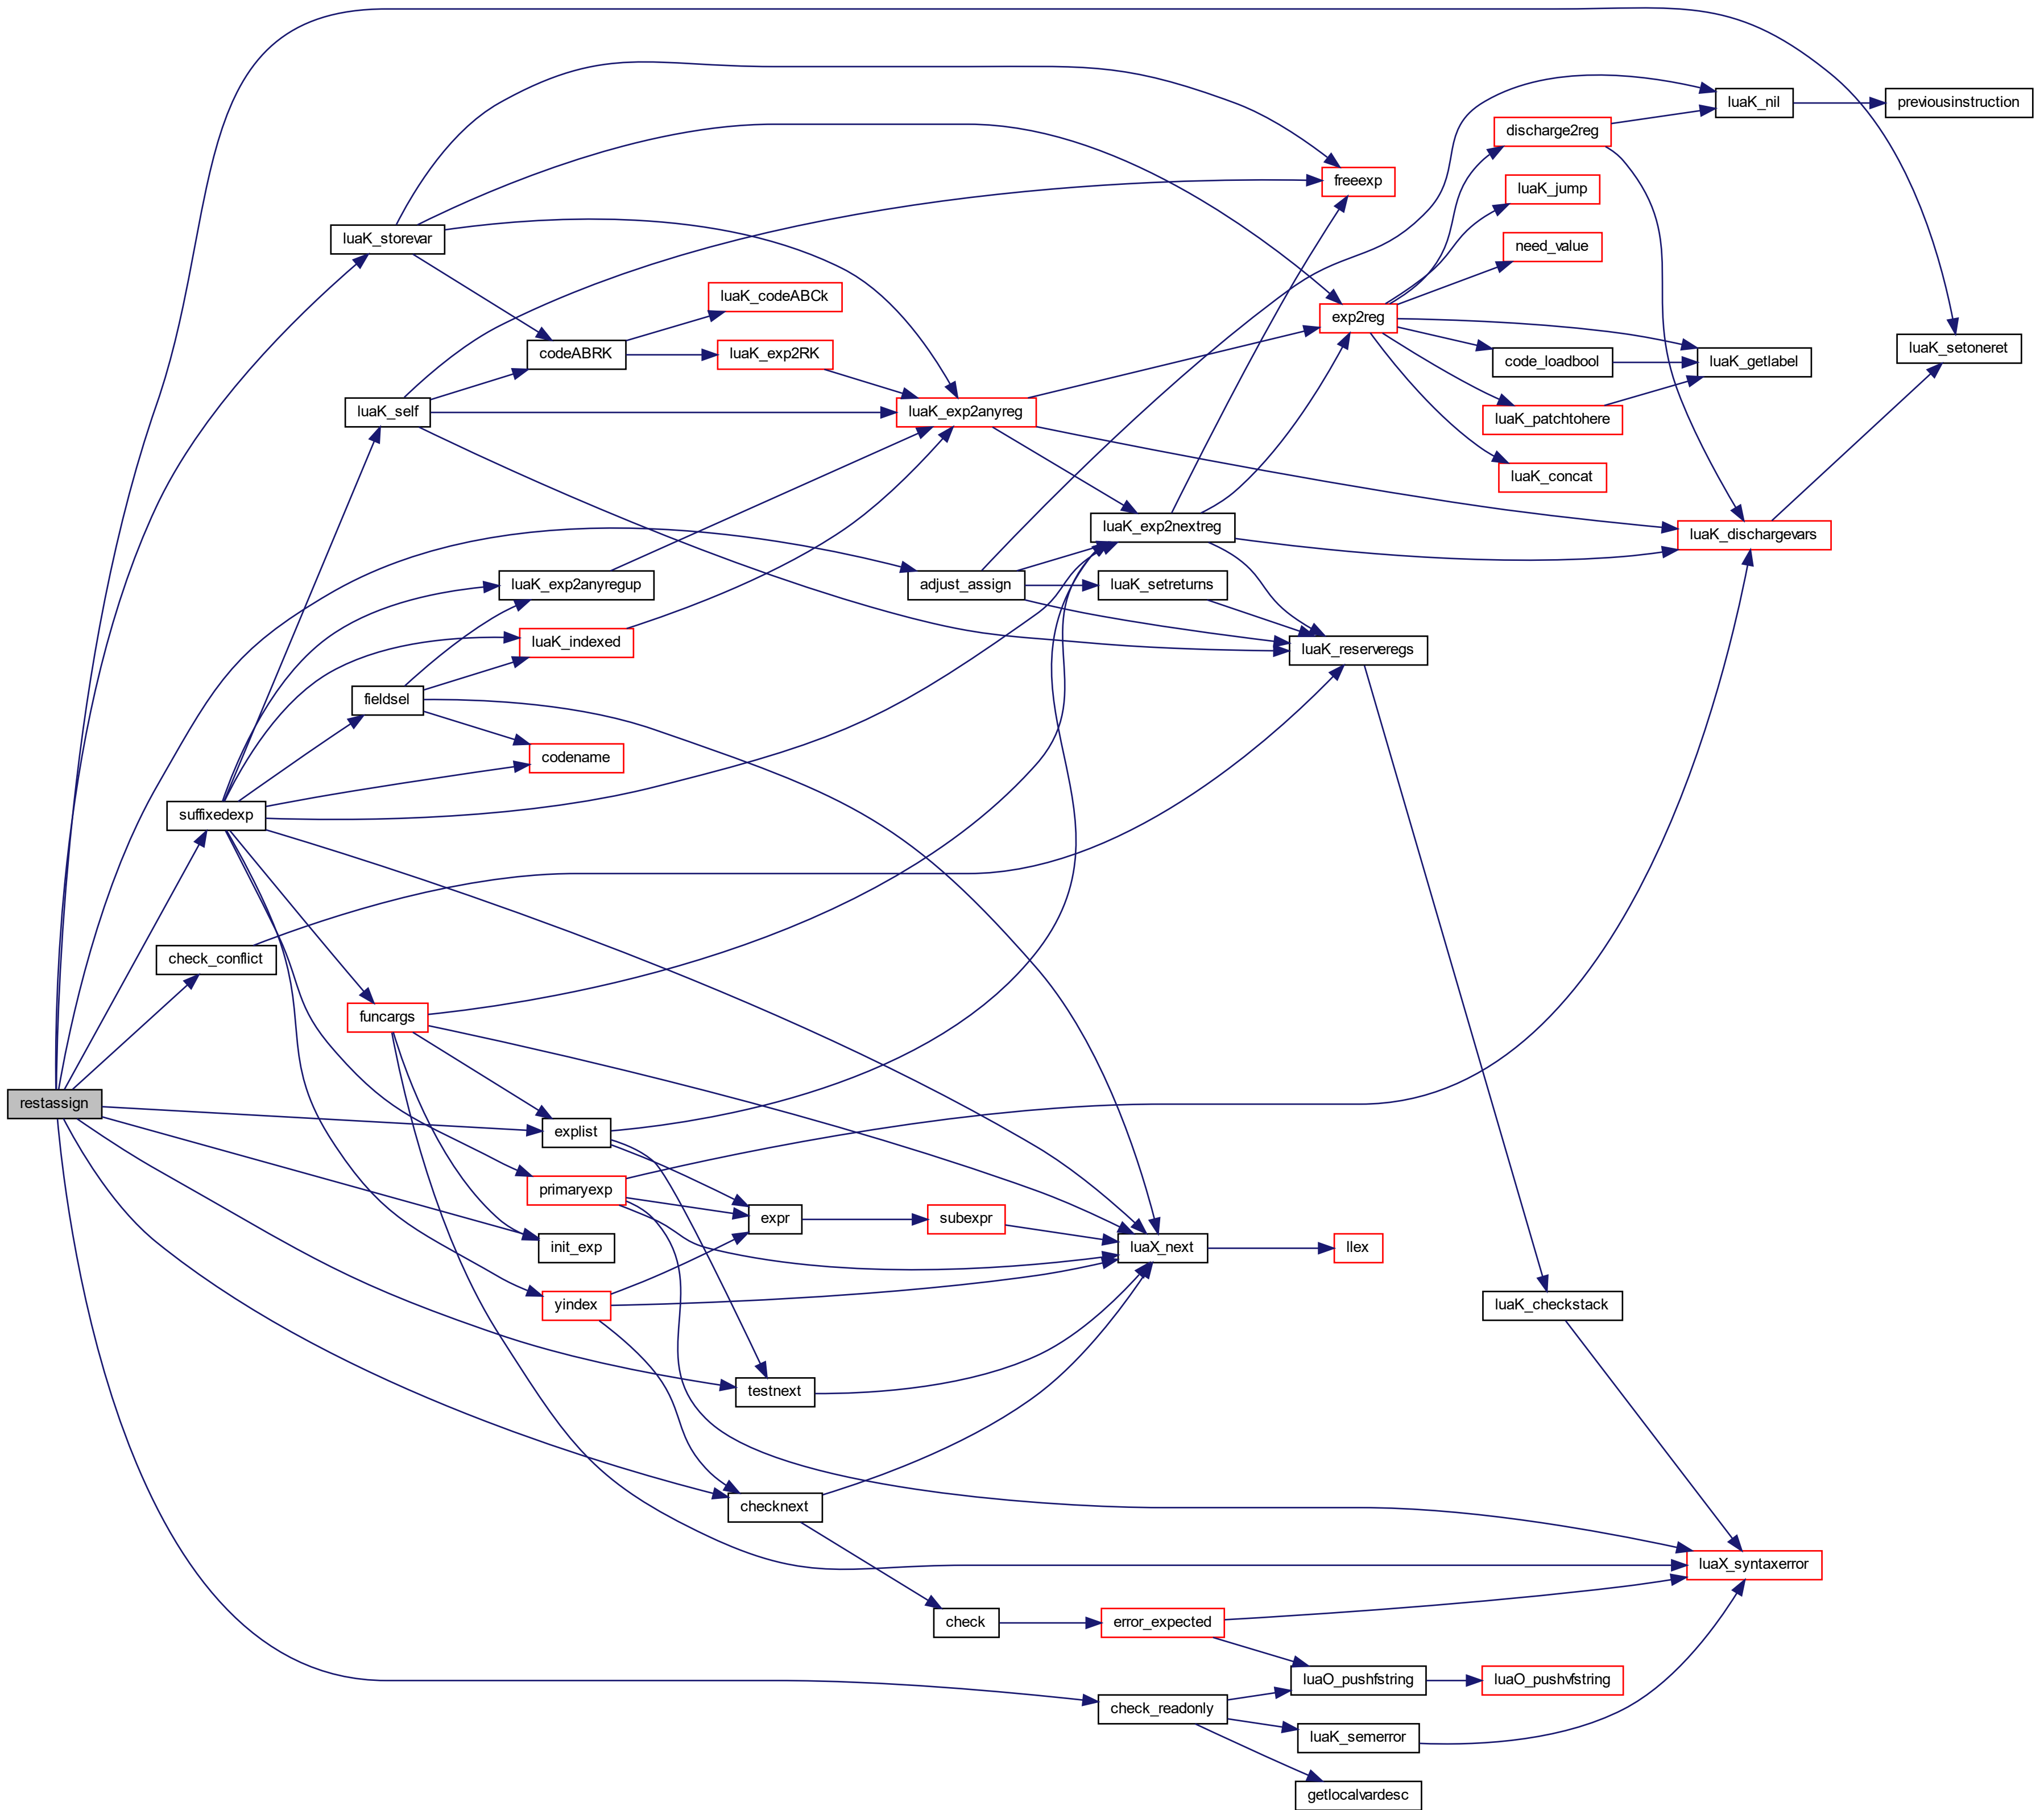 luaK_nil
previousinstruction
discharge2reg
freeexp
luaK_jump
luaK_storevar
need_value
luaK_codeABCk
exp2reg
luaK_setoneret
codeABRK
luaK_exp2RK
code_loadbool
luaK_getlabel
luaK_self
luaK_exp2anyreg
luaK_patchtohere
luaK_concat
luaK_exp2nextreg
luaK_dischargevars
luaK_exp2anyregup
adjust_assign
luaK_setreturns
luaK_indexed
luaK_reserveregs
fieldsel
codename
suffixedexp
check_conflict
funcargs
restassign
explist
primaryexp
expr
subexpr
init_exp
luaX_next
llex
yindex
luaK_checkstack
testnext
checknext
luaX_syntaxerror
check
error_expected
luaO_pushfstring
luaO_pushvfstring
check_readonly
luaK_semerror
getlocalvardesc